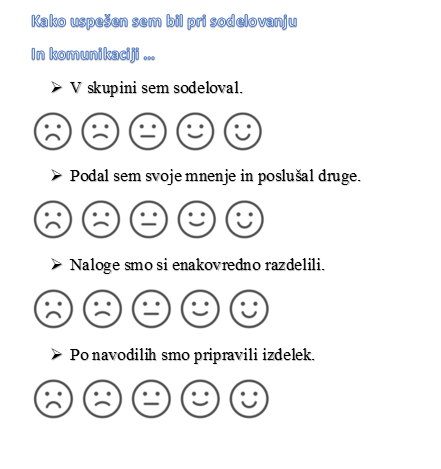 Kako uspešen sem bil pri sodelovanju
In komunikaciji ...
➢ V skupini sem sodeloval.
➢ Podal sem svoje mnenje in poslušal druge.
➢ Naloge smo si enakovredno razdelili.
➢ Po navodilih smo pripravili izdelek.